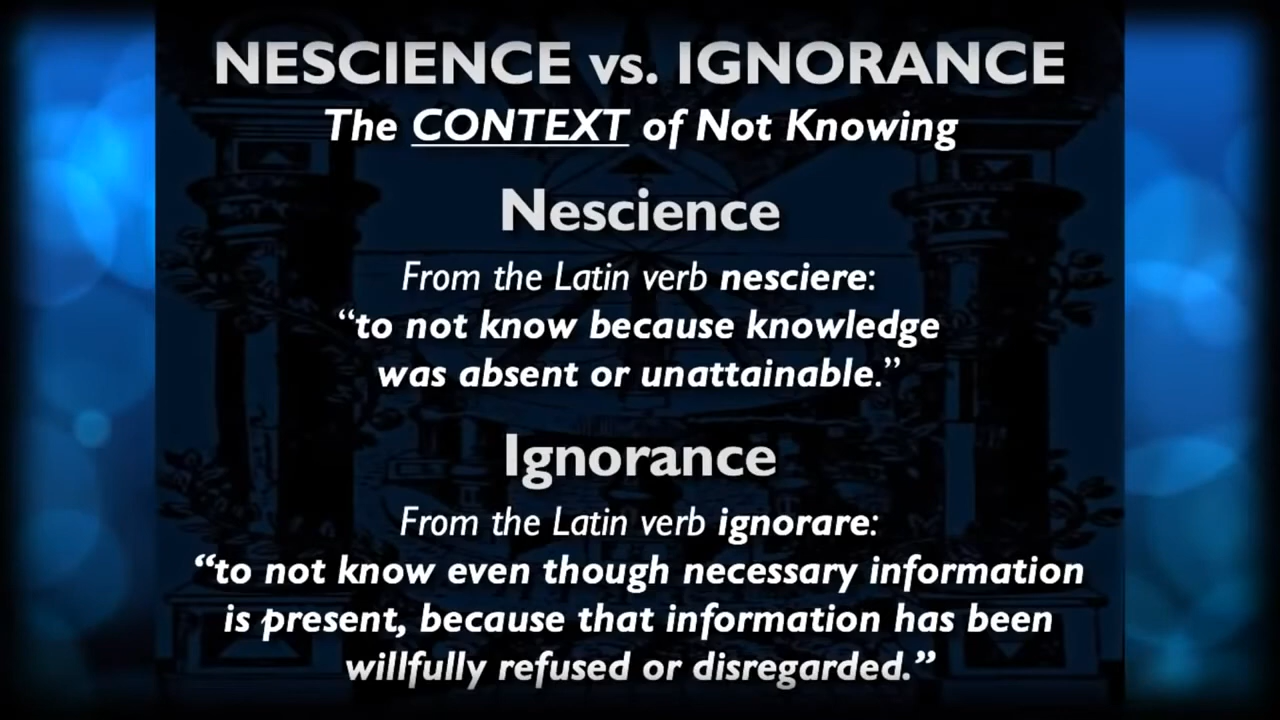 NESCIENCE vs. IGNORANCE
The CONTEXT of Not Knowing
Nescience
From the Latin verb nesciere:
“to not know because knowledge
was absent or unattainable.”
Ignorance
From the Latin verb ignorare:
“to not know even though necessary information
is present, because that information has been
willfully refused or disregarded.”